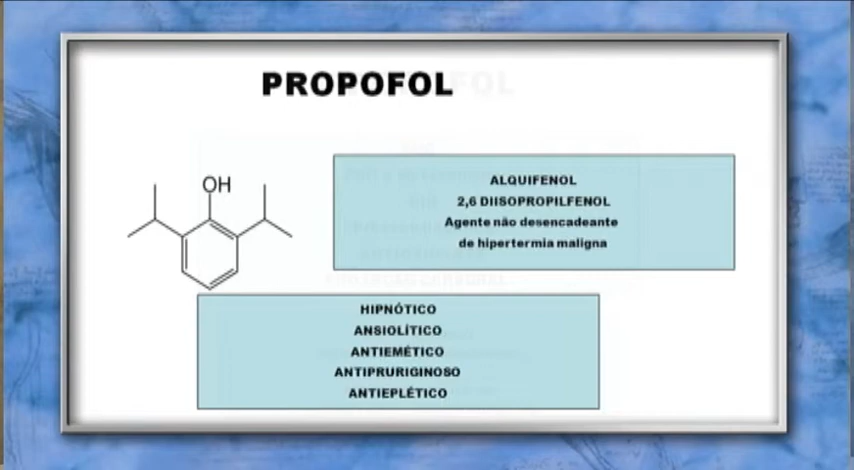 PROPOFOL
OH
ALQUIFENOL
2,6 DIISOPROPILFENOL
Agente não desencadeante
de hipertermia maligna
HIPNÓTICO
ANSIOLÍTICO
ANTIEMÉTICO
ANTIPRURIGINOSO
ANTIEPLÉTICO